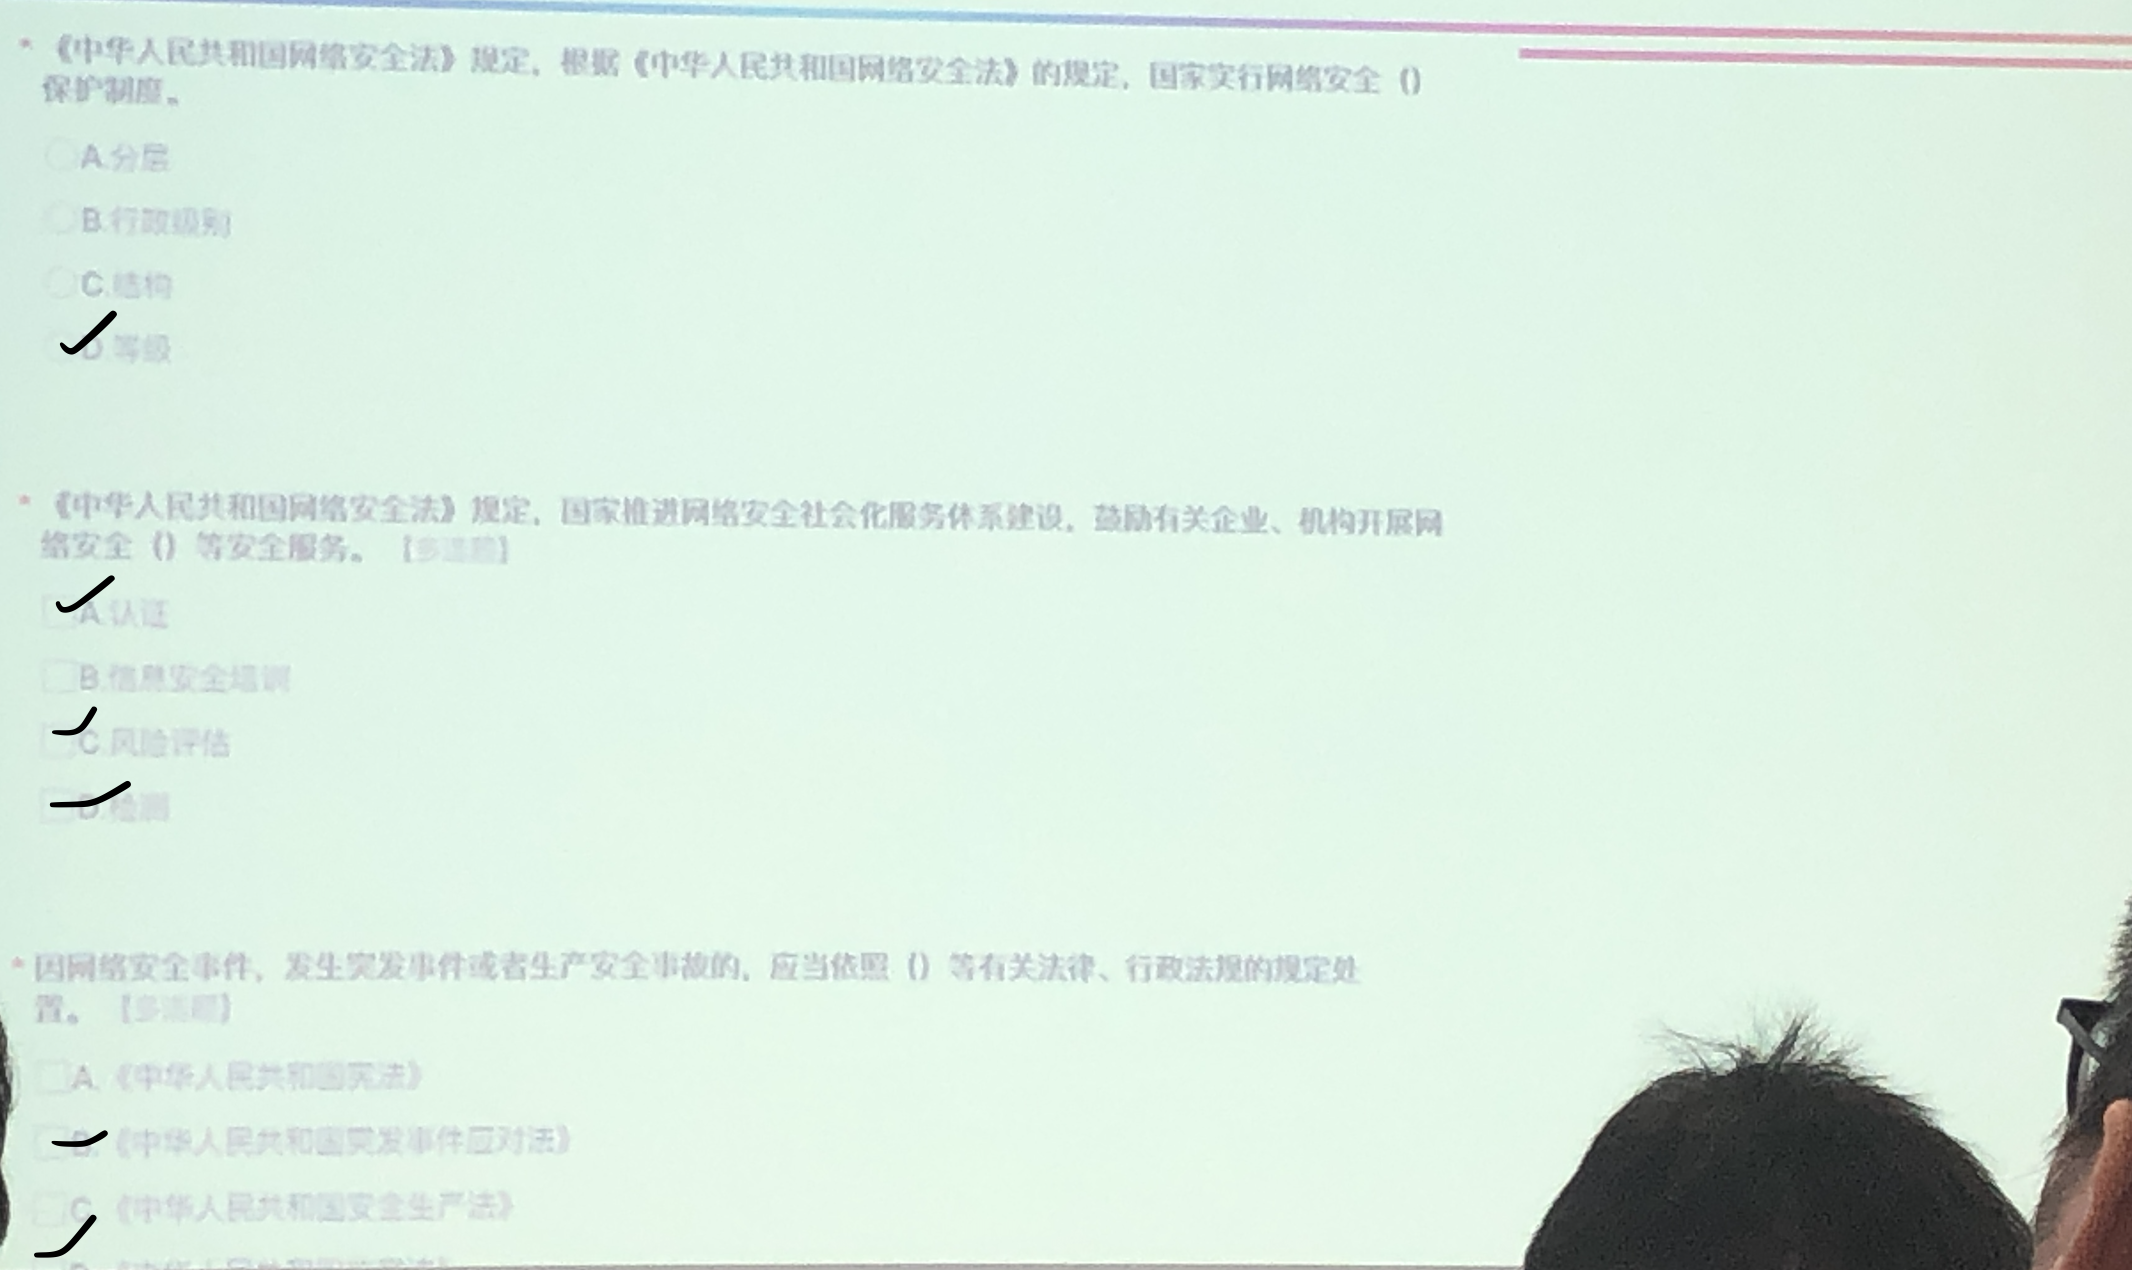 * 《中华人民共和国网络安全法》规定，根据《中华人民共和国网络安全法》的规定，国家实行网络安全（）
保护制度。
A.分层
B.行政级别
C.结构
D.等级
* 《中华人民共和国网络安全法》规定，国家推进网络安全社会化服务体系建设，鼓励有关企业、机构开展网
络安全（）等安全服务。【多选题】
A.认证
B.信息安全培训
C.风险评估
D.检测
* 因网络安全事件，发生突发事件或者生产安全事故的，应当依照（）等有关法律、行政法规的规定处
置。【多选题】
A.《中华人民共和国宪法》
B.《中华人民共和国突发事件应对法》
C.《中华人民共和国安全生产法》